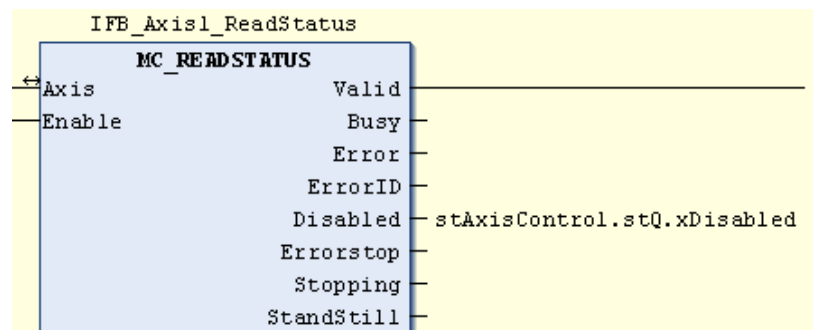 IFB_Axis1_ReadStatus
MC_READSTATUS
Axis Valid
Enable Busy
Error
ErrorID
Disabled stAxisControl.stQ.xDisabled
Errorstop
Stopping
StandStill